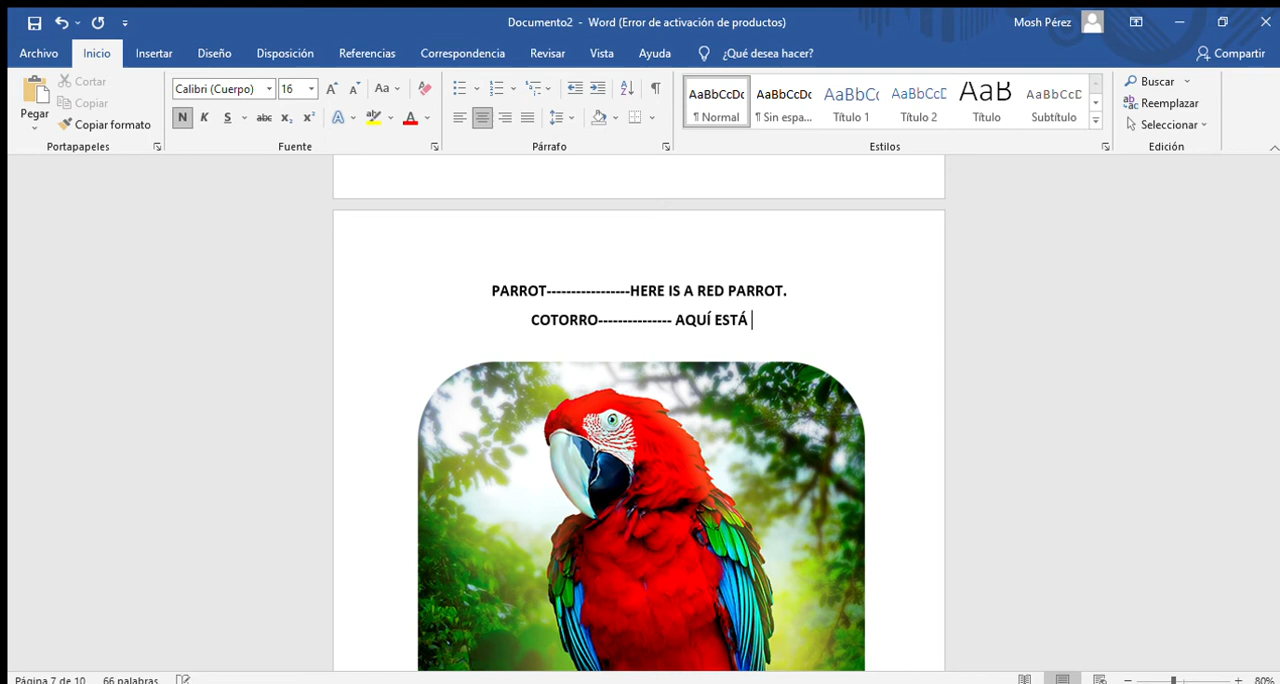 Documento2 - Word (Error de activación de productos)
Mosh Pérez
Archivo Inicio Insertar Diseño Disposición Referencias Correspondencia Revisar Vista Ayuda ¿Qué desea hacer? Compartir
Pegar
Cortar
Copiar
Copiar formato
Portapapeles
Calibri (Cuerpo) 16 A A Aa
N K S abc x₂ x² A A
Fuente
Párrafo
AaBbCcDc AaBbCcDc AaBbCc AaBbCcD AaB AaBbCcD
¶ Normal ¶ Sin espa... Título 1 Título 2 Título Subtítulo
Estilos
Buscar
Reemplazar
Seleccionar
Edición
PARROT-----------------HERE IS A RED PARROT.
COTORRO--------------- AQUÍ ESTÁ
Página 7 de 10 66 palabras 80%